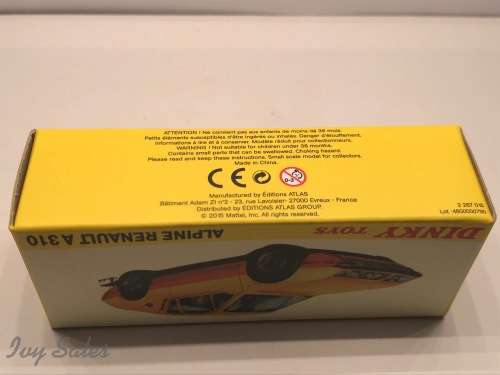 ATTENTION ! Ne convient pas aux enfants de moins de 36 mois.
Petits éléments susceptibles d'être ingérés ou inhalés. Danger d'étouffement.
Informations à lire et à conserver. Modèle réduit pour collectionneurs.
WARNING ! Not suitable for children under 36 months.
Contains small parts that can be swallowed. Choking hazard.
Please read and keep these instructions. Small scale model for collectors.
Made in China.
CE 0-3
Manufactured by Editions ATLAS
Bâtiment Adam ZI n°2 - 23, rue Lavoisier- 27000 Evreux - France
Distributed by EDITIONS ATLAS GROUP.
© 2015 Mattel, Inc. All rights reserved.
2 267 015
DINKY TOYS
ALPINE RENAULT A 310
Ivy Sales